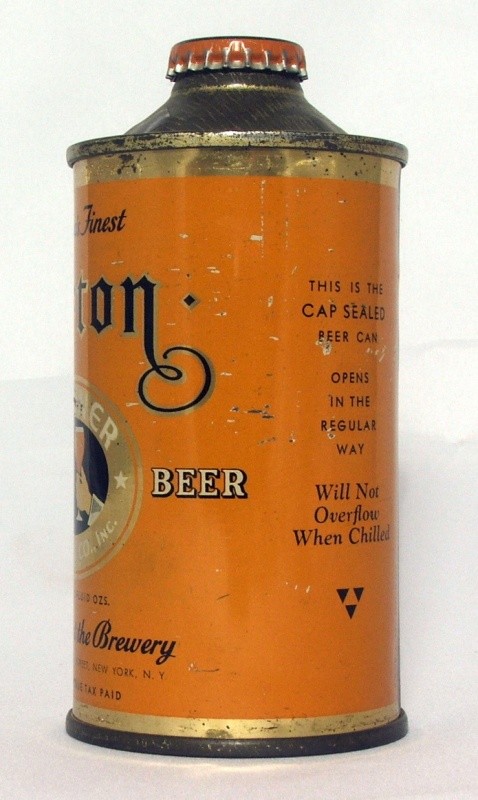 Finest
ton
BEER
CO., INC.
FLUID OZS.
the Brewery
NEW YORK, N. Y.
TAX PAID
THIS IS THE
CAP SEALED
BEER CAN
OPENS
IN THE
REGULAR
WAY
Will Not
Overflow
When Chilled